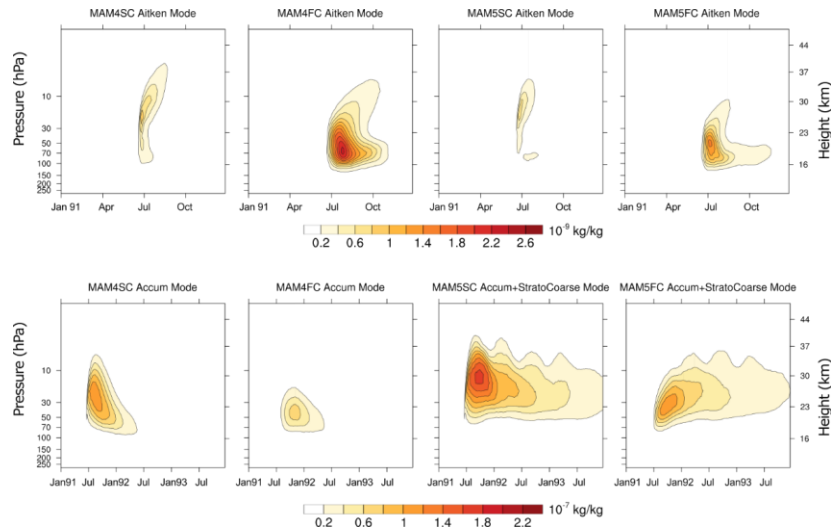 MAM4SC Aitken Mode MAM4FC Aitken Mode MAM5SC Aitken Mode MAM5FC Aitken Mode
Pressure (hPa)
10
30
50
70
100
150
200
250
44
37
30
23
16
Height (km)
Jan 91 Apr Jul Oct Jan 91 Apr Jul Oct Jan 91 Apr Jul Oct Jan 91 Apr Jul Oct
0.2 0.6 1 1.4 1.8 2.2 2.6 10-9 kg/kg
MAM4SC Accum Mode MAM4FC Accum Mode MAM5SC Accum+StratoCoarse Mode MAM5FC Accum+StratoCoarse Mode
Pressure (hPa)
10
30
50
70
100
150
200
250
44
37
30
23
16
Height (km)
Jan91 Jul Jan92 Jul Jan93 Jul Jan91 Jul Jan92 Jul Jan93 Jul Jan91 Jul Jan92 Jul Jan93 Jul Jan91 Jul Jan92 Jul Jan93 Jul
0.2 0.6 1 1.4 1.8 2.2 10-7 kg/kg